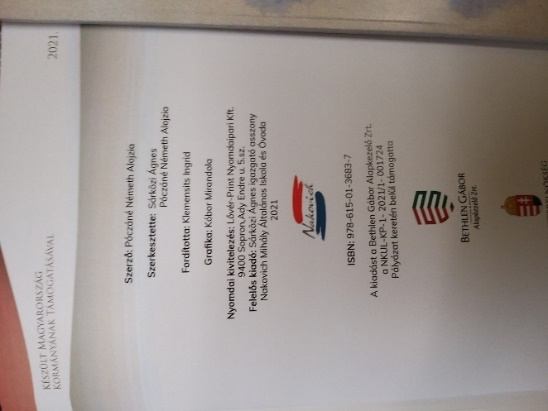 KÉSZÜLT MAGYARORSZÁG
KORMÁNYÁNAK TÁMOGATÁSÁVAL
2021.
Szerző: Póczóné Németh Alojzia
Szerkesztette: Sárközi Ágnes
Póczóné Németh Alojzia
Fordította: Klemensits Ingrid
Grafika: Kóbor Mirandola
Nyomdai kivitelezés: Lővér-Print Nyomdaipari Kft.
9400 Sopron, Ady Endre u. 5.sz.
Felelős kiadó: Sárközi Ágnes igazgató asszony
Nakovich Mihály Általános Iskola és Óvoda
2021
Nakovich
ISBN: 978-615-01-3683-7
A kiadást a Bethlen Gábor Alapkezelő Zrt.
a NKUL-KP-1-2021/1-001724
Pályázat keretén belül támogatta
BETHLEN GÁBOR
Alapkezelő Zrt.